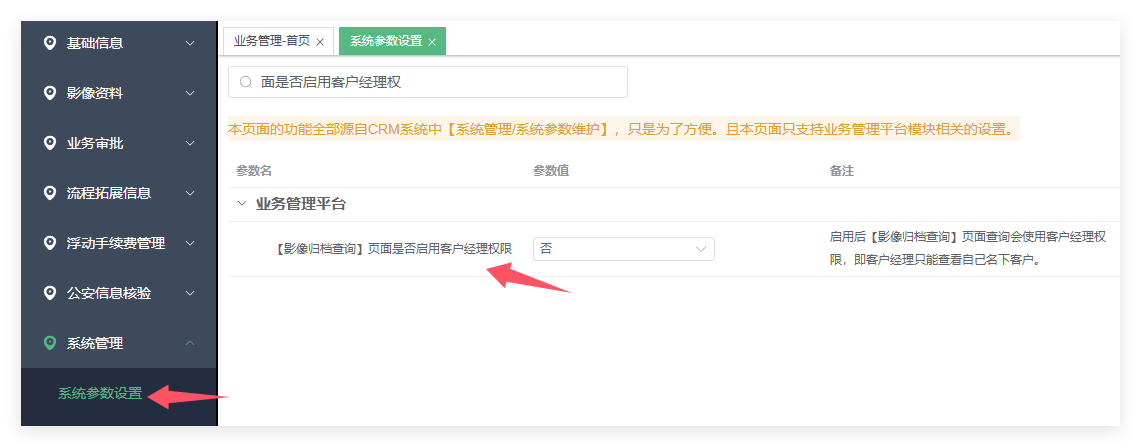 基础信息
影像资料
业务审批
流程拓展信息
浮动手续费管理
公安信息核验
系统管理
系统参数设置
业务管理-首页 ×
系统参数设置 ×
面是否启用客户经理权
本页面的功能全部源自CRM系统中【系统管理/系统参数维护】，只是为了方便。且本页面只支持业务管理平台模块相关的设置。
参数名 参数值 备注
业务管理平台
【影像归档查询】页面是否启用客户经理权限 否
启用后【影像归档查询】页面查询会使用客户经理权
限，即客户经理只能查看自己名下客户。